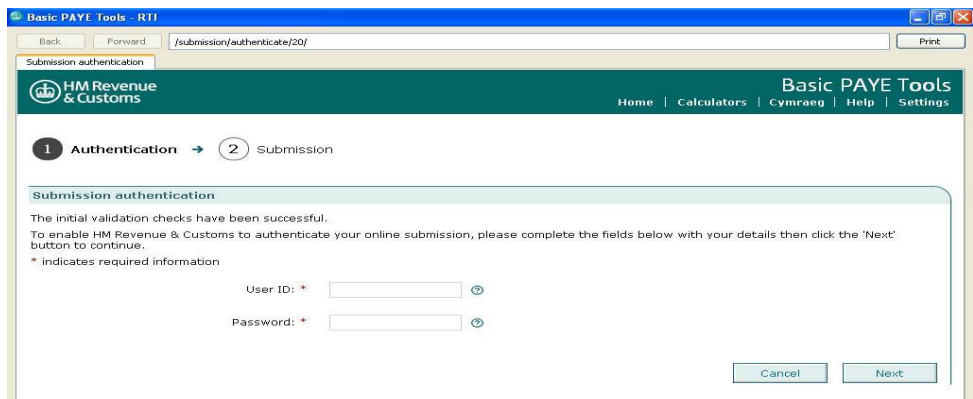 Basic PAYE Tools - RTI
Back Forward /submission/authenticate/20/ Print
Submission authentication
HM Revenue
& Customs
Basic PAYE Tools
Home | Calculators | Cymraeg | Help | Settings
1 Authentication → 2 Submission
Submission authentication
The initial validation checks have been successful.
To enable HM Revenue & Customs to authenticate your online submission, please complete the fields below with your details then click the 'Next'
button to continue.
* indicates required information
User ID: * ?
Password: * ?
Cancel Next